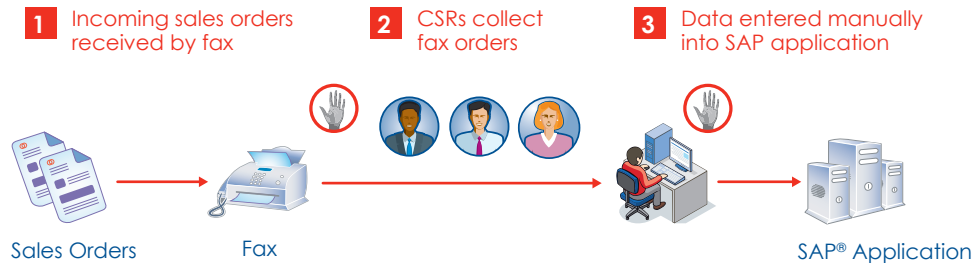 1 Incoming sales orders
received by fax
2 CSRs collect
fax orders
3 Data entered manually
into SAP application
Sales Orders
Fax
SAP® Application